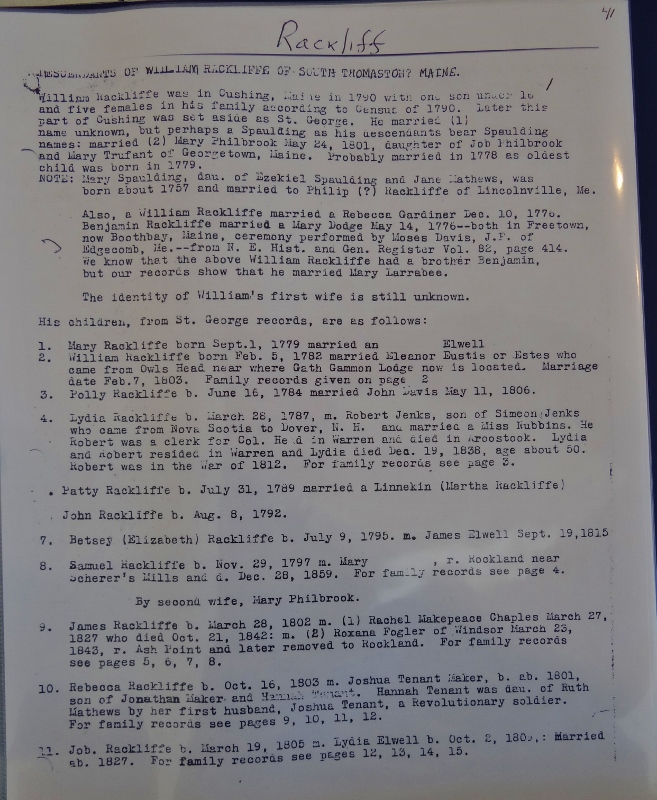 41
Rackliff
DESCENDANTS OF WILLIAM RACKLIFFE OF SOUTH THOMASTON? MAINE.
William Rackliffe was in Cushing, Maine in 1790 with one son under 16
and five females in his family according to Census of 1790. Later this
part of Cushing was set aside as St. George. He married (1)
name unknown, but perhaps a Spaulding as his descendants bear Spaulding
names: married (2) Mary Philbrook May 24, 1801, daughter of Job Philbrook
and Mary Trufant of Georgetown, Maine. Probably married in 1778 as oldest
child was born in 1779.
NOTE: Mary Spaulding, dau. of Ezekiel Spaulding and Jane Mathews, was
born about 1757 and married to Philip (?) Rackliffe of Lincolnville, Me.
Also, a William Rackliffe married a Rebecca Gardiner Dec. 10, 1776.
Benjamin Rackliffe married a Mary Dodge May 14, 1776--both in Freetown,
now Boothbay, Maine, ceremony performed by Moses Davis, J.P. of
Edgecomb, Me.--from N. E. Hist. and Gen. Register Vol. 82, page 414.
We know that the above William Rackliffe had a brother Benjamin,
but our records show that he married Mary Larrabee.
The identity of William's first wife is still unknown.
His children, from St. George records, are as follows:
1. Mary Rackliffe born Sept.1, 1779 married an Elwell
2. William Rackliffe born Feb. 5, 1782 married Eleanor Eustis or Estes who
came from Owls Head near where Gath Gammon Lodge now is located. Marriage
date Feb.7, 1803. Family records given on page 2
3. Polly Rackliffe b. June 16, 1784 married John Davis May 11, 1806.
4. Lydia Rackliffe b. March 28, 1787, m. Robert Jenks, son of Simeon Jenks
who came from Nova Scotia to Dover, N. H. and married a Miss Hubbins. He
Robert was a clerk for Col. Head in Warren and died in Aroostook. Lydia
and Robert resided in Warren and Lydia died Dec. 19, 1838, age about 50.
Robert was in the War of 1812. For family records see page 3.
. Patty Rackliffe b. July 31, 1789 married a Linnekin (Martha Rackliffe)
. John Rackliffe b. Aug. 8, 1792.
7. Betsey (Elizabeth) Rackliffe b. July 9, 1795. m. James Elwell Sept. 19,1815
8. Samuel Rackliffe b. Nov. 29, 1797 m. Mary , r. Rockland near
Scherer's Mills and d. Dec. 28, 1859. For family records see page 4.
By second wife, Mary Philbrook.
9. James Rackliffe b. March 28, 1802 m. (1) Rachel Makepeace Chaples March 27,
1827 who died Oct. 21, 1842: m. (2) Roxana Fogler of Windsor March 23,
1843, r. Ash Point and later removed to Rockland. For family records
see pages 5, 6, 7, 8.
10. Rebecca Rackliffe b. Oct. 16, 1803 m. Joshua Tenant Maker, b. ab. 1801,
son of Jonathan Maker and Hannah Tenant. Hannah Tenant was dau. of Ruth
Mathews by her first husband, Joshua Tenant, a Revolutionary soldier.
For family records see pages 9, 10, 11, 12.
11. Job. Rackliffe b. March 19, 1805 m. Lydia Elwell b. Oct. 2, : Married
ab. 1827. For family records see pages 12, 13, 14, 15.